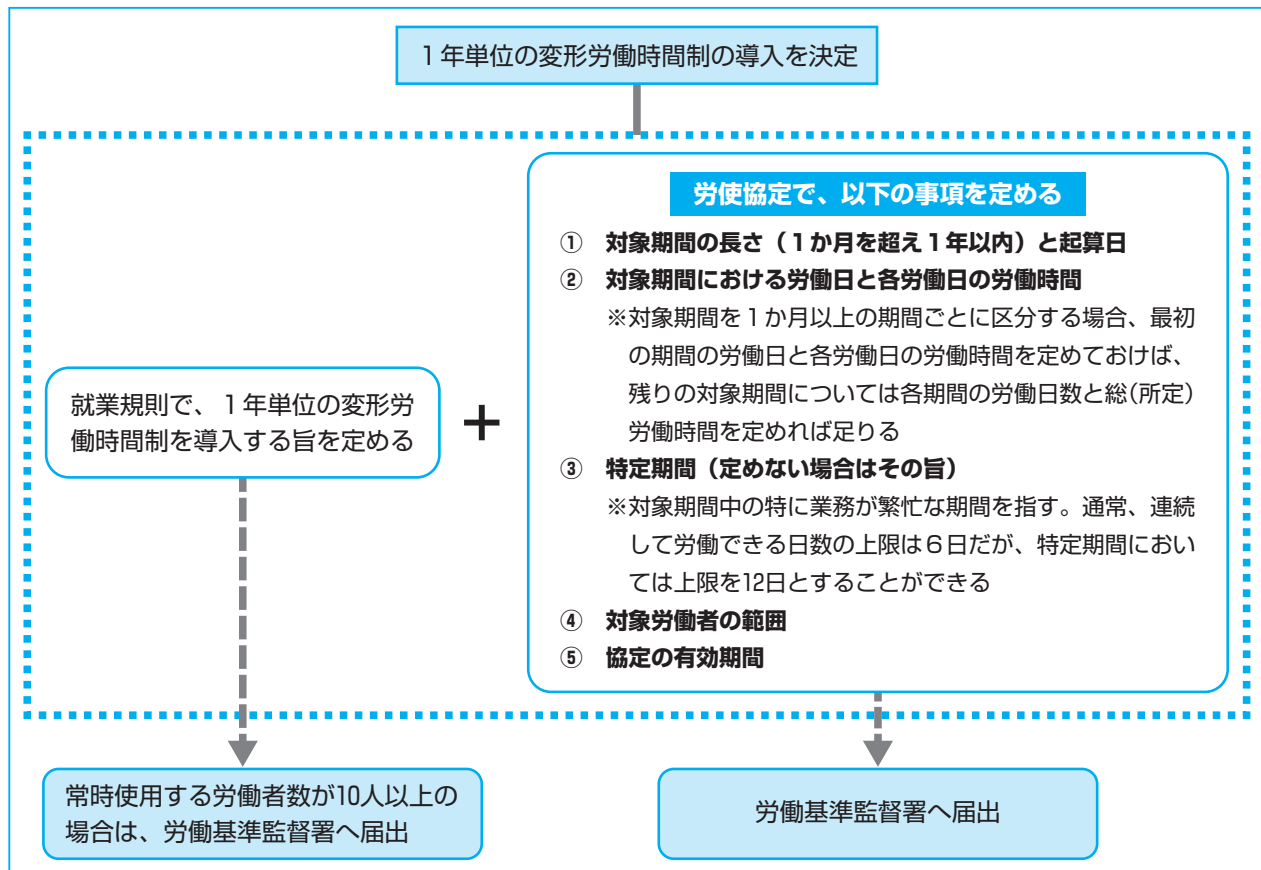 １年単位の変形労働時間制の導入を決定
労使協定で、以下の事項を定める
① 対象期間の長さ（１か月を超え１年以内）と起算日
② 対象期間における労働日と各労働日の労働時間
※対象期間を１か月以上の期間ごとに区分する場合、最初
の期間の労働日と各労働日の労働時間を定めておけば、
残りの対象期間については各期間の労働日数と総（所定）
労働時間を定めれば足りる
③ 特定期間（定めない場合はその旨）
※対象期間中の特に業務が繁忙な期間を指す。通常、連続
して労働できる日数の上限は６日だが、特定期間におい
ては上限を12日とすることができる
④ 対象労働者の範囲
⑤ 協定の有効期間
就業規則で、１年単位の変形労
働時間制を導入する旨を定める
＋
常時使用する労働者数が10人以上の
場合は、労働基準監督署へ届出
労働基準監督署へ届出